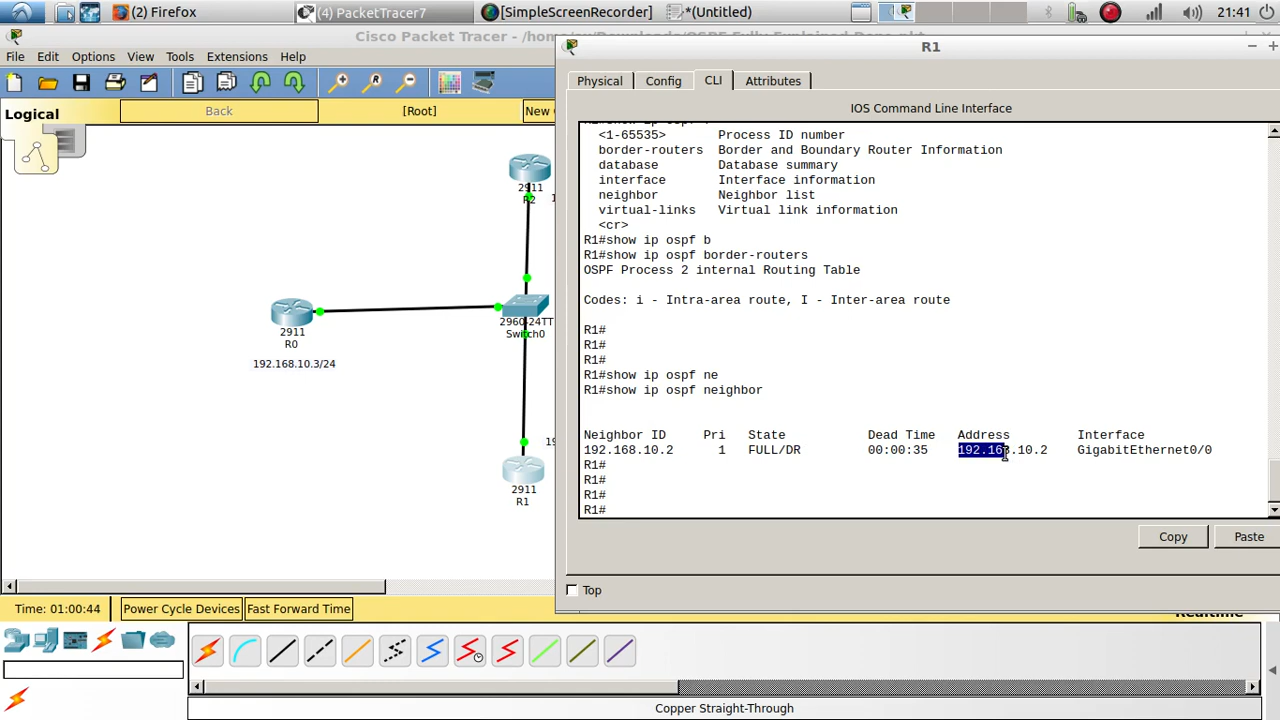 (2) FireFox
(4) PacketTracer7
[SimpleScreenRecorder]
*(Untitled)
21:41
R1
File Edit Options View Tools Extensions Help
Physical Config CLI Attributes
Logical
Back
[Root]
New
IOS Command Line Interface
<1-65535> Process ID number
border-routers Border and Boundary Router Information
database Database summary
interface Interface information
neighbor Neighbor list
virtual-links Virtual link information
<cr>
R1#show ip ospf b
R1#show ip ospf border-routers
OSPF Process 2 internal Routing Table
Codes: i - Intra-area route, I - Inter-area route
R1#
R1#
R1#
R1#show ip ospf ne
R1#show ip ospf neighbor
Neighbor ID Pri State Dead Time Address Interface
192.168.10.2 1 FULL/DR 00:00:35 192.168.10.2 GigabitEthernet0/0
R1#
R1#
R1#
R1#
Copy Paste
Top
2911
R2
2911
R0
192.168.10.3/24
2960-24TT
Switch0
2911
R1
Time: 01:00:44
Power Cycle Devices
Fast Forward Time
Realtime
Copper Straight-Through